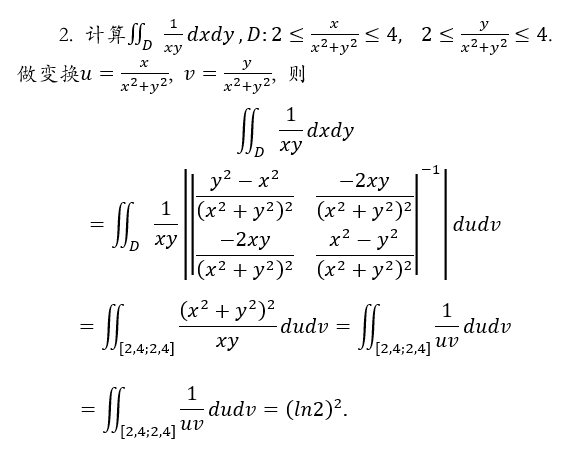 2. 计算∬_D 1/(xy) dxdy , D: 2 ≤ x/(x²+y²) ≤ 4, 2 ≤ y/(x²+y²) ≤ 4.
做变换u = x/(x²+y²), v = y/(x²+y²), 则
∬_D 1/(xy) dxdy
= ∬_D 1/(xy) || (y² − x²)/(x² + y²)² −2xy/(x² + y²)² ; −2xy/(x² + y²)² (x² − y²)/(x² + y²)² |⁻¹| dudv
= ∬_[2,4;2,4] (x² + y²)²/(xy) dudv = ∬_[2,4;2,4] 1/(uv) dudv
= ∬_[2,4;2,4] 1/(uv) dudv = (ln2)².